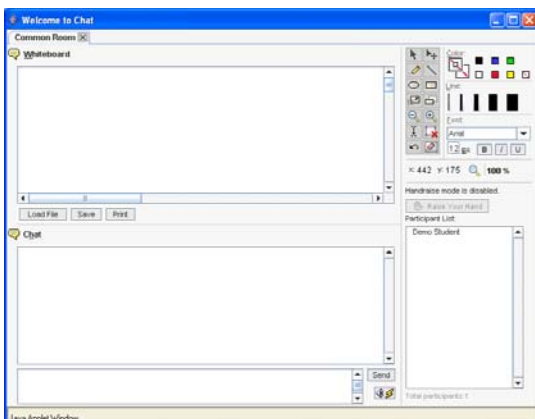 Welcome to Chat
Common Room
Whiteboard
Color:
Line:
Font:
Arial
12 px B I U
x: 442 y: 175 100 %
Handraise mode is disabled.
Raise Your Hand
Participant List:
Demo Student
Load File Save Print
Chat
Send
Total participants: 1
Java Applet Window